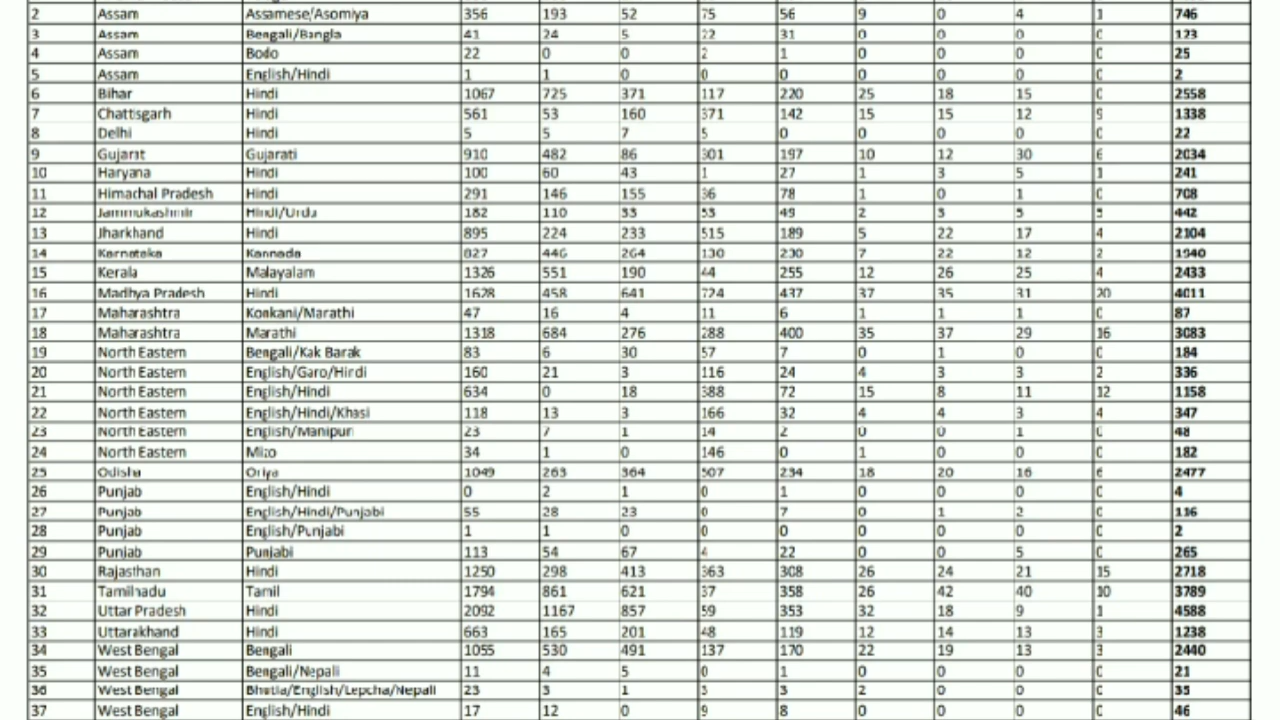 2 Assam Assamese/Asomiya 356 193 52 75 56 9 0 4 1 746
3 Assam Bengali/Bangla 41 24 5 22 31 0 0 0 0 123
4 Assam Bodo 22 0 0 2 1 0 0 0 0 25
5 Assam English/Hindi 1 1 0 0 0 0 0 0 0 2
6 Bihar Hindi 1067 725 371 117 220 25 18 15 0 2558
7 Chattisgarh Hindi 561 53 160 371 142 15 15 12 9 1338
8 Delhi Hindi 5 5 7 5 0 0 0 0 0 22
9 Gujarat Gujarati 910 482 86 301 197 10 12 30 6 2034
10 Haryana Hindi 100 60 43 1 27 1 3 5 1 241
11 Himachal Pradesh Hindi 291 146 155 36 78 1 0 1 0 708
12 Jammukashmir Hindi/Urdu 182 110 33 53 49 2 3 5 5 442
13 Jharkhand Hindi 895 224 233 515 189 5 22 17 4 2104
14 Karnataka Kannada 827 446 264 130 230 7 22 12 2 1940
15 Kerala Malayalam 1326 551 190 44 255 12 26 25 4 2433
16 Madhya Pradesh Hindi 1628 458 641 724 437 37 35 31 20 4011
17 Maharashtra Konkani/Marathi 47 16 4 11 6 1 1 1 0 87
18 Maharashtra Marathi 1318 684 276 288 400 35 37 29 16 3083
19 North Eastern Bengali/Kak Barak 83 6 30 57 7 0 1 0 0 184
20 North Eastern English/Garo/Hindi 160 21 3 116 24 4 3 3 2 336
21 North Eastern English/Hindi 634 0 18 388 72 15 8 11 12 1158
22 North Eastern English/Hindi/Khasi 118 13 3 166 32 4 4 3 4 347
23 North Eastern English/Manipuri 23 7 1 14 2 0 0 1 0 48
24 North Eastern Mizo 34 1 0 146 0 1 0 0 0 182
25 Odisha Oriya 1049 263 364 507 234 18 20 16 6 2477
26 Punjab English/Hindi 0 2 1 0 1 0 0 0 0 4
27 Punjab English/Hindi/Punjabi 55 28 23 0 7 0 1 2 0 116
28 Punjab English/Punjabi 1 1 0 0 0 0 0 0 0 2
29 Punjab Punjabi 113 54 67 4 22 0 0 5 0 265
30 Rajasthan Hindi 1250 298 413 363 308 26 24 21 15 2718
31 Tamilnadu Tamil 1794 861 621 37 358 26 42 40 10 3789
32 Uttar Pradesh Hindi 2092 1167 857 59 353 32 18 9 1 4588
33 Uttarakhand Hindi 663 165 201 48 119 12 14 13 3 1238
34 West Bengal Bengali 1055 530 491 137 170 22 19 13 3 2440
35 West Bengal Bengali/Nepali 11 4 5 0 1 0 0 0 0 21
36 West Bengal Bhutia/English/Lepcha/Nepali 23 3 1 3 3 2 0 0 0 35
37 West Bengal English/Hindi 17 12 0 9 8 0 0 0 0 46